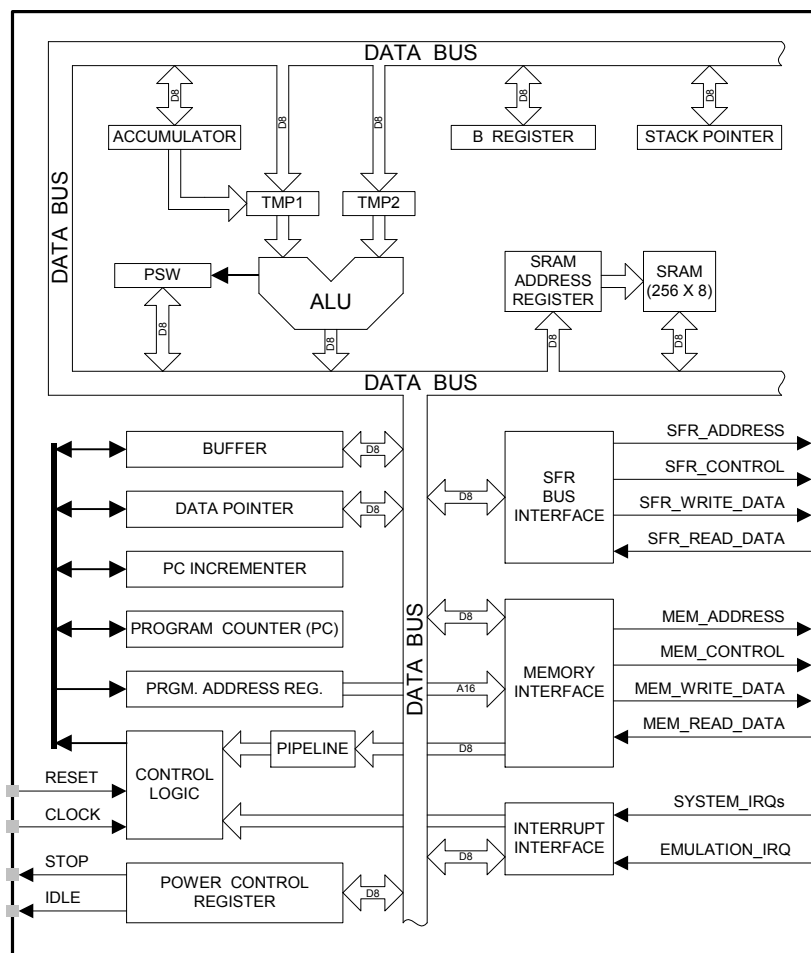 DATA BUS
D8
D8
D8
D8
D8
ACCUMULATOR
B REGISTER
STACK POINTER
DATA BUS
TMP1
TMP2
PSW
ALU
SRAM
ADDRESS
REGISTER
SRAM
(256 X 8)
D8
D8
D8
D8
DATA BUS
BUFFER
D8
DATA POINTER
D8
PC INCREMENTER
PROGRAM COUNTER (PC)
PRGM. ADDRESS REG.
A16
DATA BUS
D8
SFR
BUS
INTERFACE
SFR_ADDRESS
SFR_CONTROL
SFR_WRITE_DATA
SFR_READ_DATA
D8
MEMORY
INTERFACE
MEM_ADDRESS
MEM_CONTROL
MEM_WRITE_DATA
MEM_READ_DATA
RESET
CLOCK
CONTROL
LOGIC
PIPELINE
D8
INTERRUPT
INTERFACE
SYSTEM_IRQs
EMULATION_IRQ
D8
STOP
IDLE
POWER CONTROL
REGISTER
D8